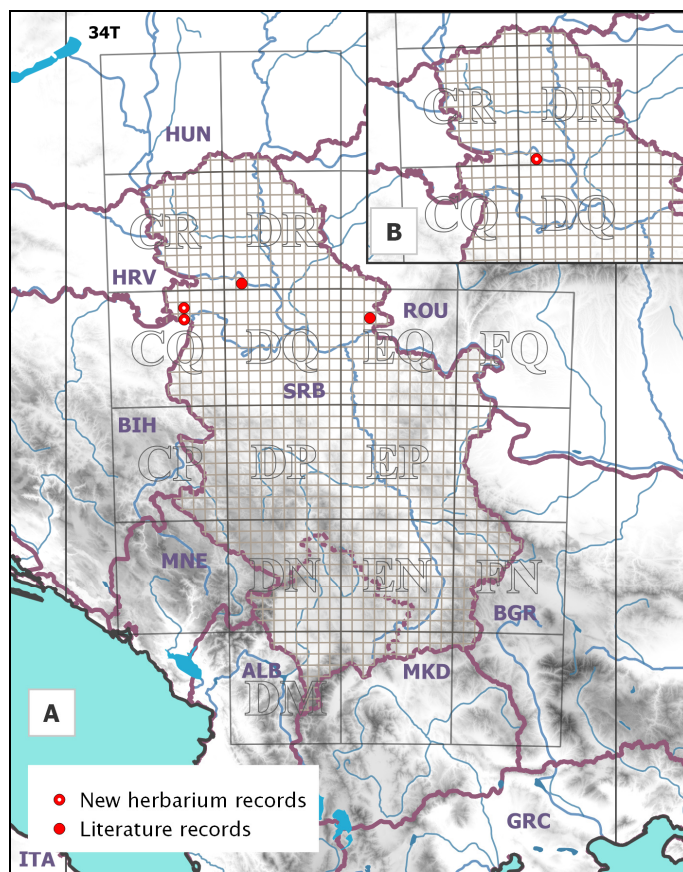 34T
HUN
CR DR
CR DR
B
CQ DQ
HRV
ROU
CQ DQ EQ FQ
SRB
BIH
CP DP EP
MNE
DN EN FN
BGR
ALB
MKD
DM
A
New herbarium records
Literature records
GRC
ITA